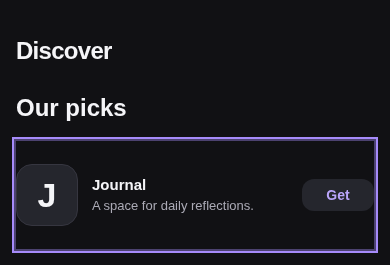 Discover
Our picks
J
Journal
A space for daily reflections.
Get